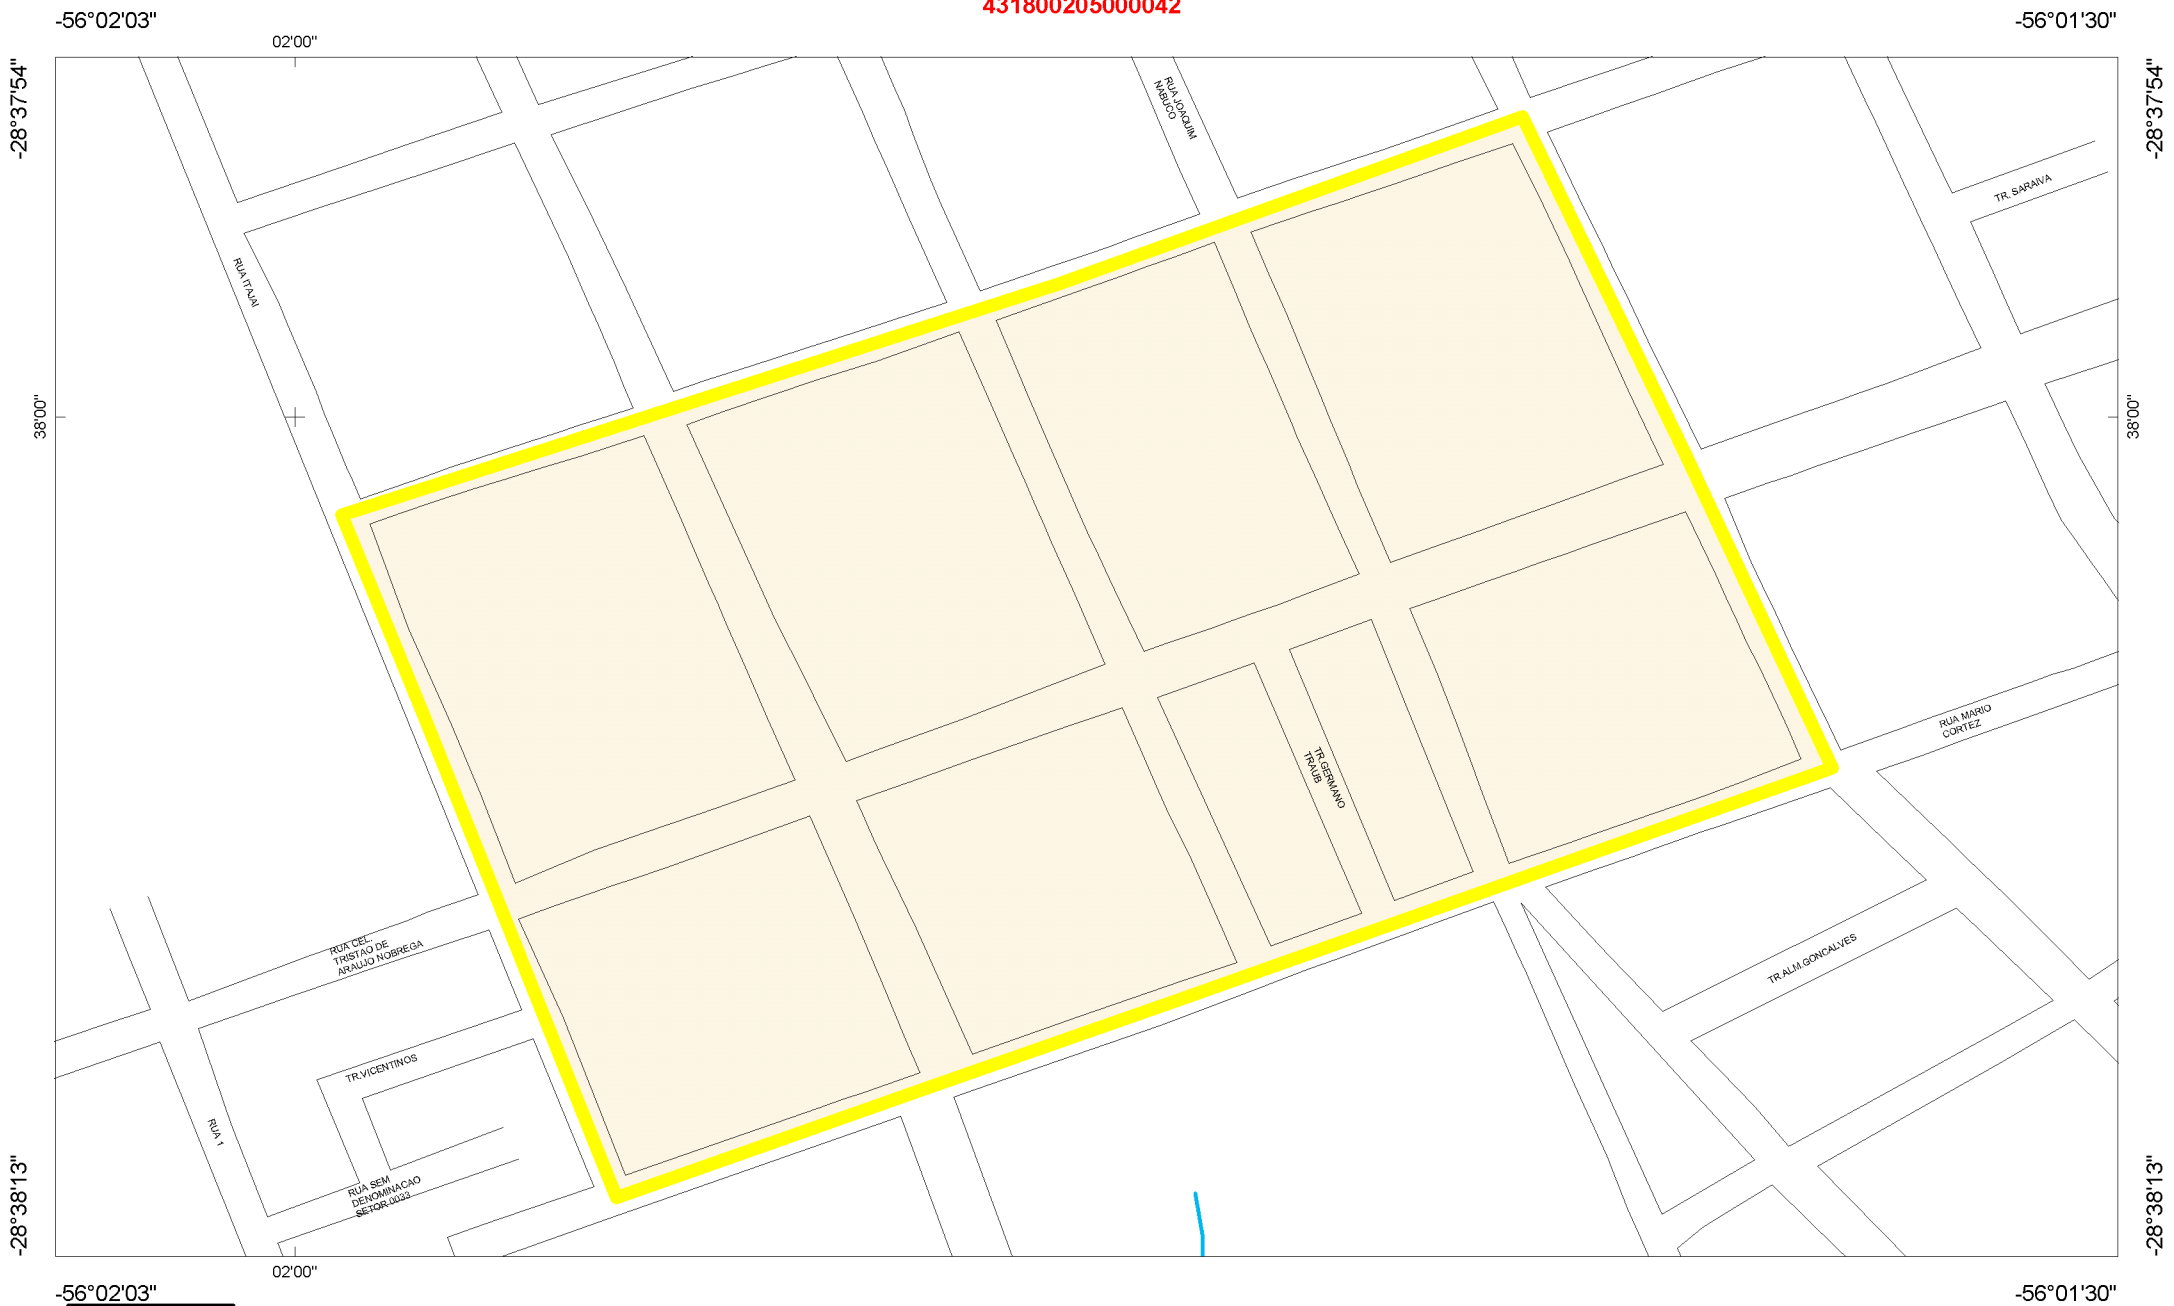 431800205000042
-56°02'03"
-56°01'30"
02'00"
-28°37'54"
-28°37'54"
RUA JOAQUIM
NABUCO
TR. SARAIVA
RUA ITAJAI
38'00"
38'00"
RUA MARIO
CORTEZ
TR.GERMANO
TRAUB
RUA CEL.
TRISTAO DE
ARAUJO NOBREGA
TR.ALM.GONCALVES
TR.VICENTINOS
RUA 1
RUA SEM
DENOMINACAO
SETOR 0033
-28°38'13"
-28°38'13"
02'00"
-56°02'03"
-56°01'30"